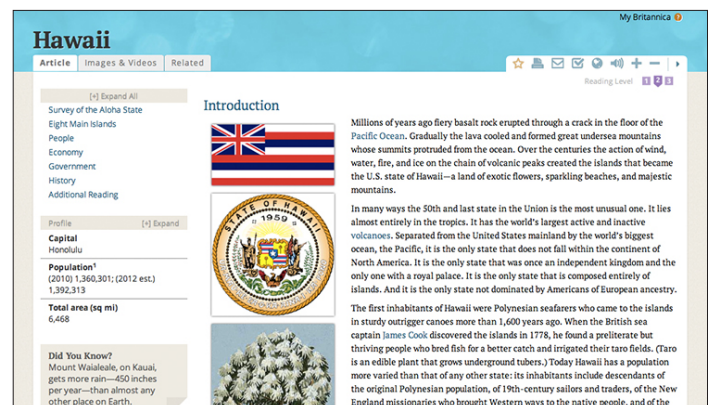 My Britannica
Hawaii
Article
Images & Videos
Related
Reading Level 1 2 3
[+] Expand All
Survey of the Aloha State
Eight Main Islands
People
Economy
Government
History
Additional Reading
Profile [+] Expand
Capital
Honolulu
Population1
(2010) 1,360,301; (2012 est.)
1,392,313
Total area (sq mi)
6,468
Did You Know?
Mount Waialeale, on Kauai,
gets more rain—450 inches
per year—than almost any
other place on Earth.
Introduction
STATE OF HAWAII
1959
Millions of years ago fiery basalt rock erupted through a crack in the floor of the
Pacific Ocean. Gradually the lava cooled and formed great undersea mountains
whose summits protruded from the ocean. Over the centuries the action of wind,
water, fire, and ice on the chain of volcanic peaks created the islands that became
the U.S. state of Hawaii—a land of exotic flowers, sparkling beaches, and majestic
mountains.
In many ways the 50th and last state in the Union is the most unusual one. It lies
almost entirely in the tropics. It has the world's largest active and inactive
volcanoes. Separated from the United States mainland by the world's biggest
ocean, the Pacific, it is the only state that does not fall within the continent of
North America. It is the only state that was once an independent kingdom and the
only one with a royal palace. It is the only state that is composed entirely of
islands. And it is the only state not dominated by Americans of European ancestry.
The first inhabitants of Hawaii were Polynesian seafarers who came to the islands
in sturdy outrigger canoes more than 1,600 years ago. When the British sea
captain James Cook discovered the islands in 1778, he found a preliterate but
thriving people who bred fish for a better catch and irrigated their taro fields. (Taro
is an edible plant that grows underground tubers.) Today Hawaii has a population
more varied than that of any other state: its inhabitants include descendants of
the original Polynesian population, of 19th-century sailors and traders, of the New
England missionaries who brought Western ways to the native people, and of the